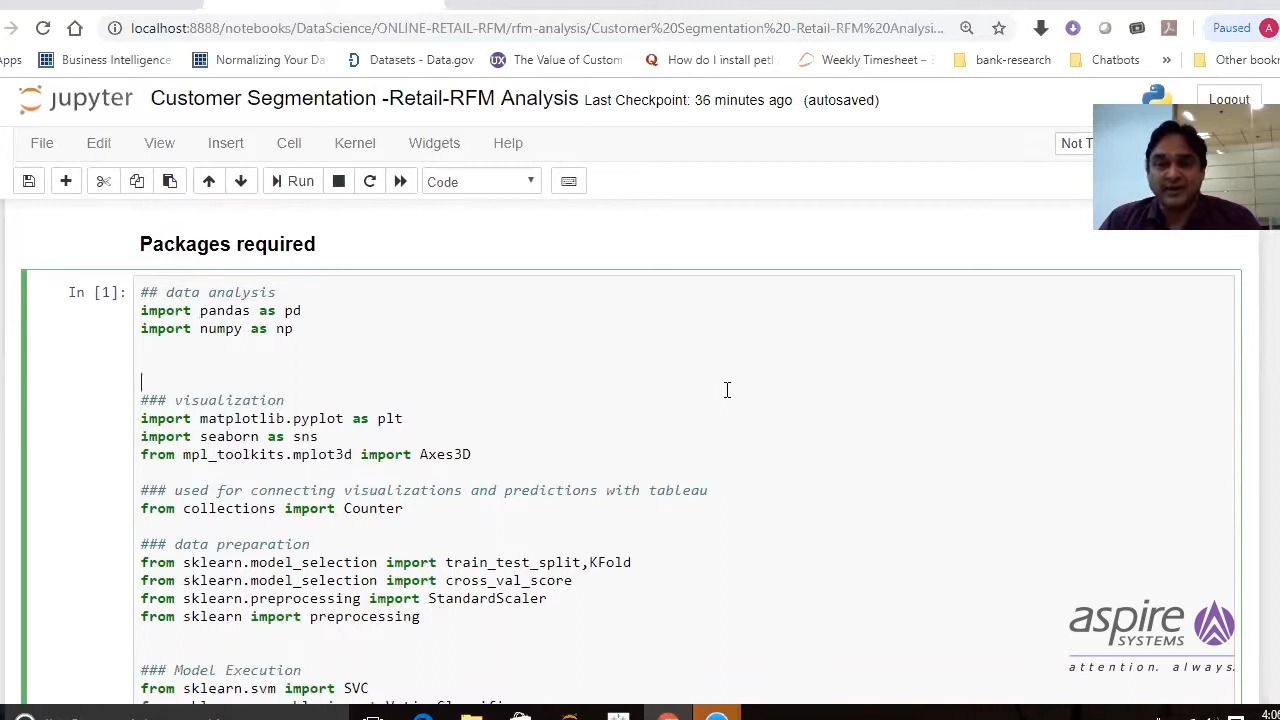 localhost:8888/notebooks/DataScience/ONLINE-RETAIL-RFM/rfm-analysis/Customer%20Segmentation%20-Retail-RFM%20Analysi... Paused A
Apps Business Intelligence Normalizing Your Da Datasets - Data.gov UX The Value of Custom Q How do I install pet Weekly Timesheet – bank-research Chatbots » Other book
jupyter Customer Segmentation -Retail-RFM Analysis Last Checkpoint: 36 minutes ago (autosaved) Logout
File Edit View Insert Cell Kernel Widgets Help Not T
Run Code
Packages required
In [1]: ## data analysis
import pandas as pd
import numpy as np
### visualization
import matplotlib.pyplot as plt
import seaborn as sns
from mpl_toolkits.mplot3d import Axes3D
### used for connecting visualizations and predictions with tableau
from collections import Counter
### data preparation
from sklearn.model_selection import train_test_split,KFold
from sklearn.model_selection import cross_val_score
from sklearn.preprocessing import StandardScaler
from sklearn import preprocessing
aspire
SYSTEMS
attention. always.
### Model Execution
from sklearn.svm import SVC